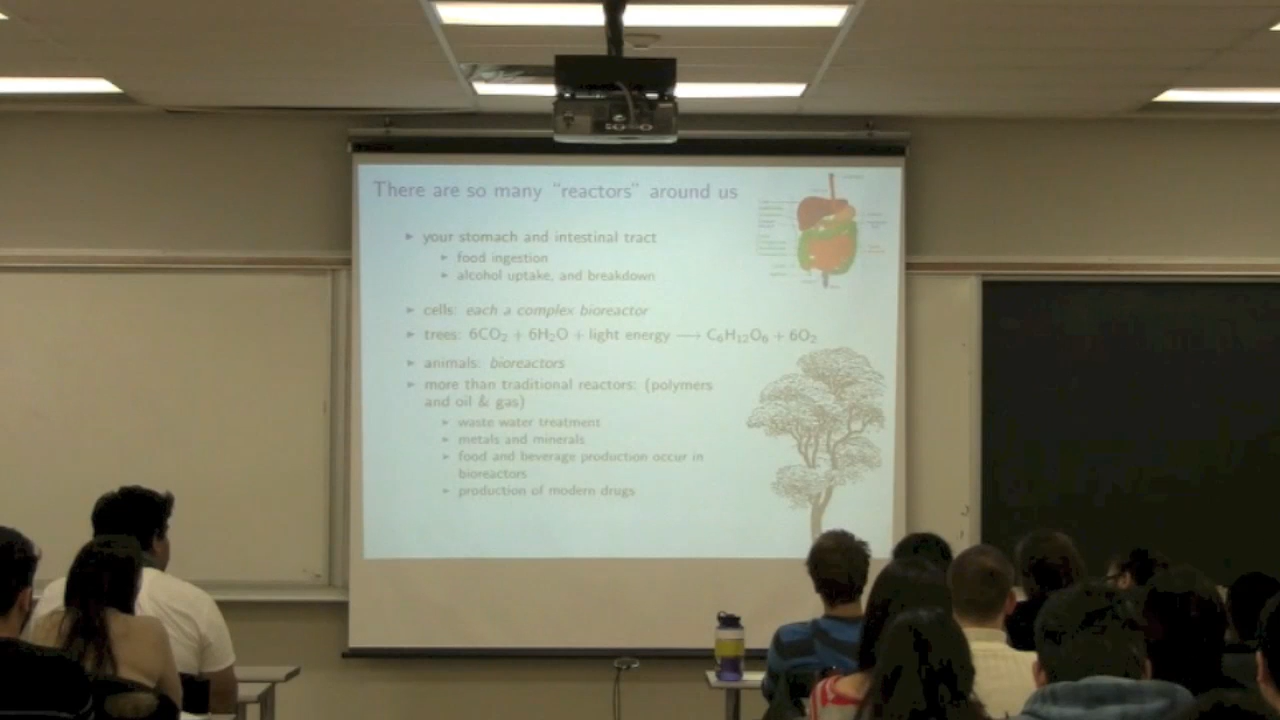 There are so many “reactors” around us
► your stomach and intestinal tract
► food ingestion
► alcohol uptake, and breakdown
► cells: each a complex bioreactor
► trees: 6CO₂ + 6H₂O + light energy ⟶ C₆H₁₂O₆ + 6O₂
► animals: bioreactors
► more than traditional reactors: (polymers
and oil & gas)
► waste water treatment
► metals and minerals
► food and beverage production occur in
bioreactors
► production of modern drugs